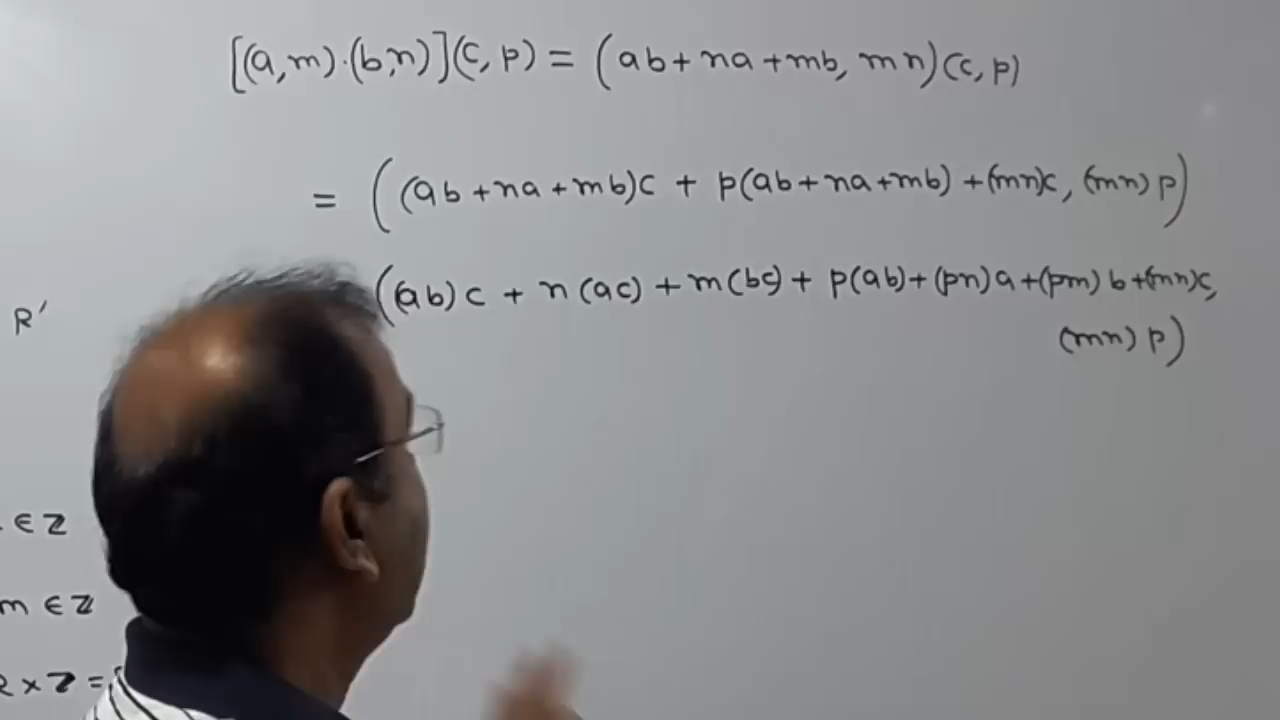 [(a,m)·(b,n)](c,p) = (ab+na+mb, mn)(c,p)
= ((ab+na+mb)c + p(ab+na+mb)+(mn)c, (mn)p)
((ab)c + n(ac) + m(bc) + p(ab)+(pn)a+(pm)b+(mn)c,
(mn)p)
R'
∈ Z
m ∈ Z
R × Z =